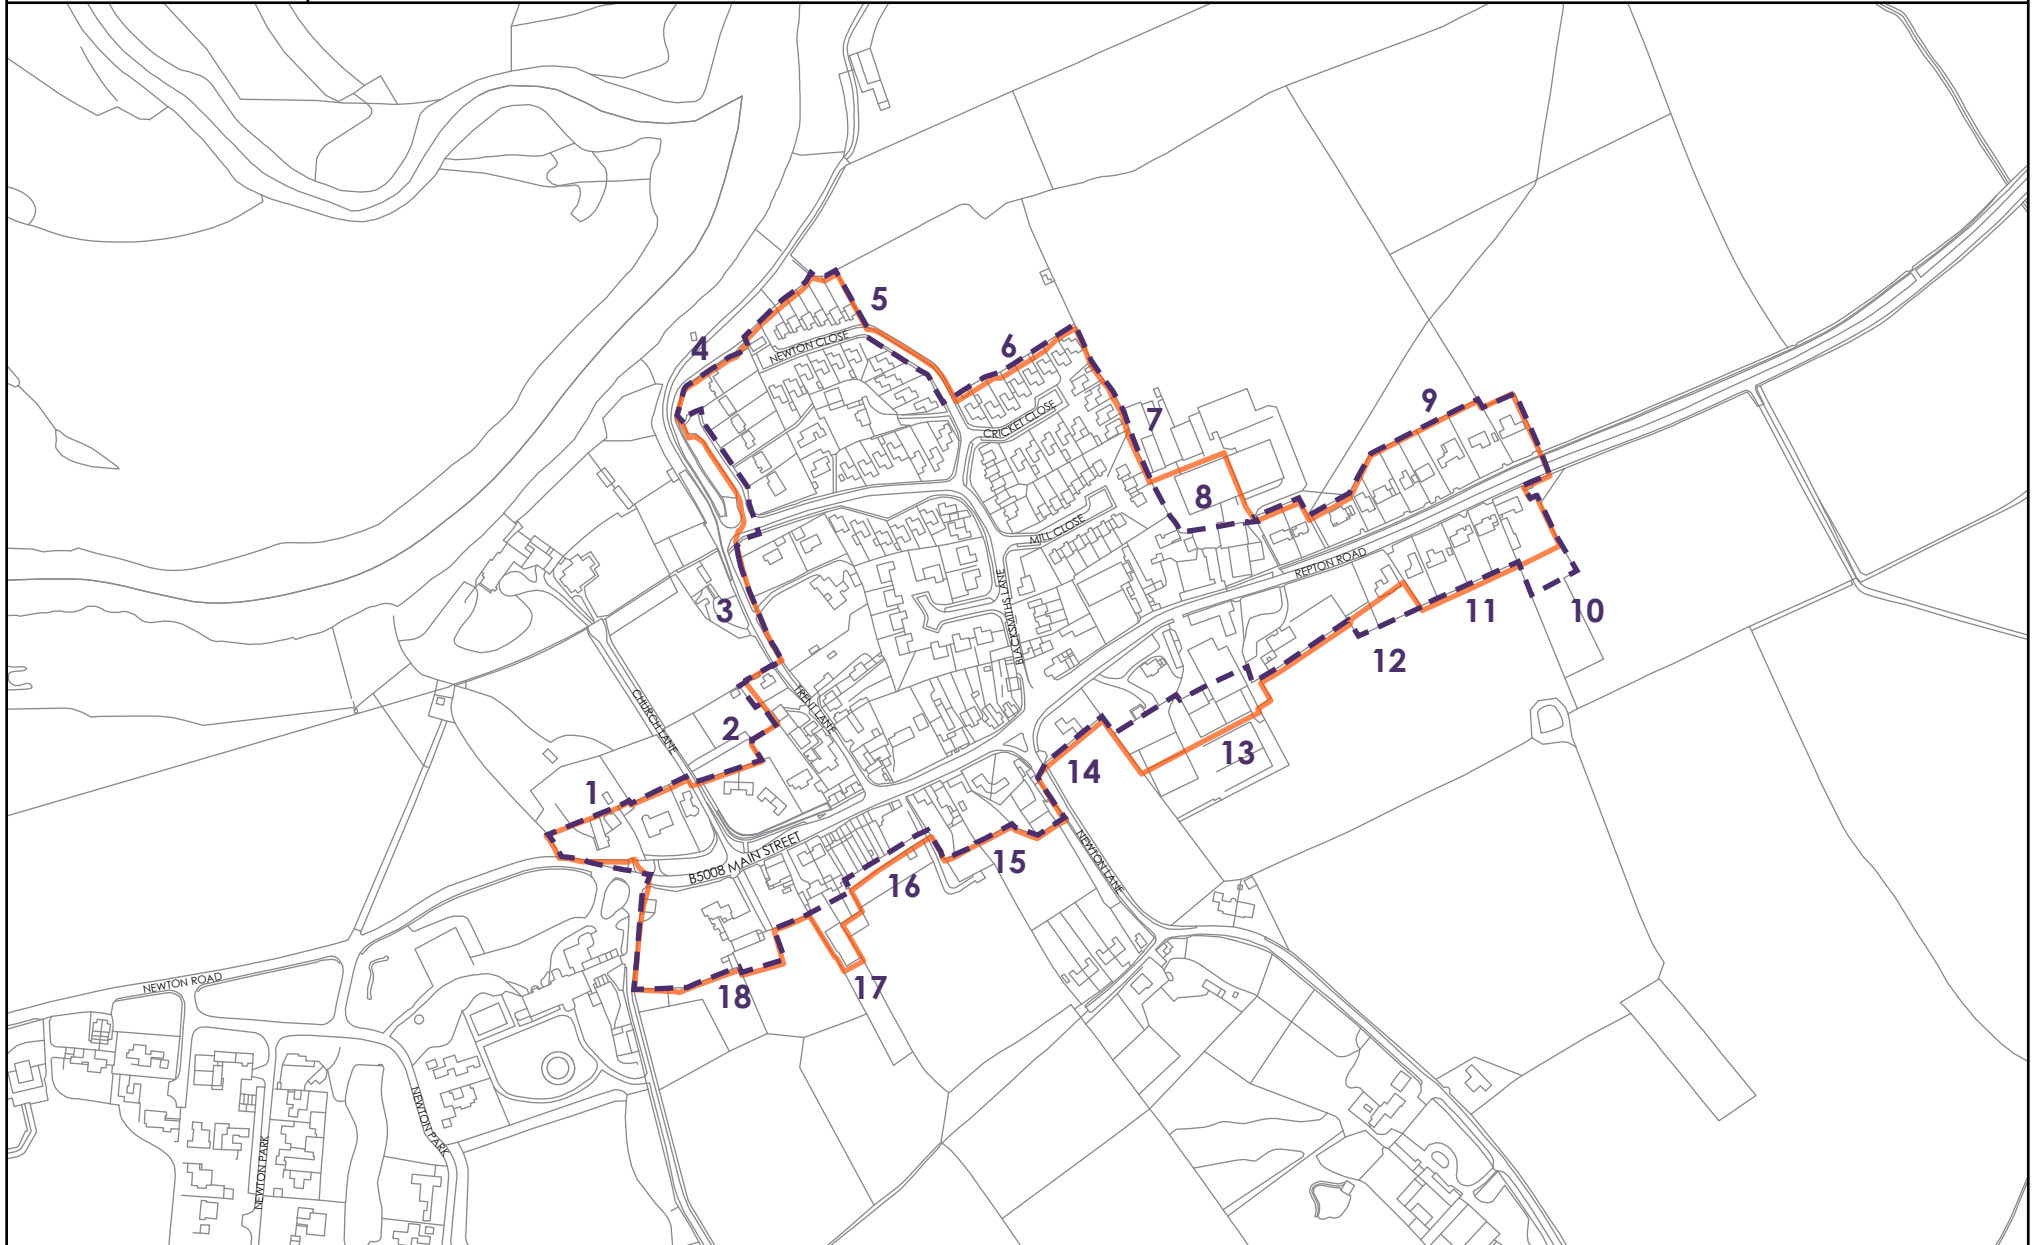 5
4
NEWTON CLOSE
6
CRICKET CLOSE
7
9
8
MILL CLOSE
REPTON ROAD
BLACKSMITHS LANE
3
11
10
12
CHURCH LANE
TRENT LANE
2
13
14
1
B5008 MAIN STREET
NEWTON LANE
15
16
NEWTON ROAD
17
18
NEWTON PARK
NEWTON PARK